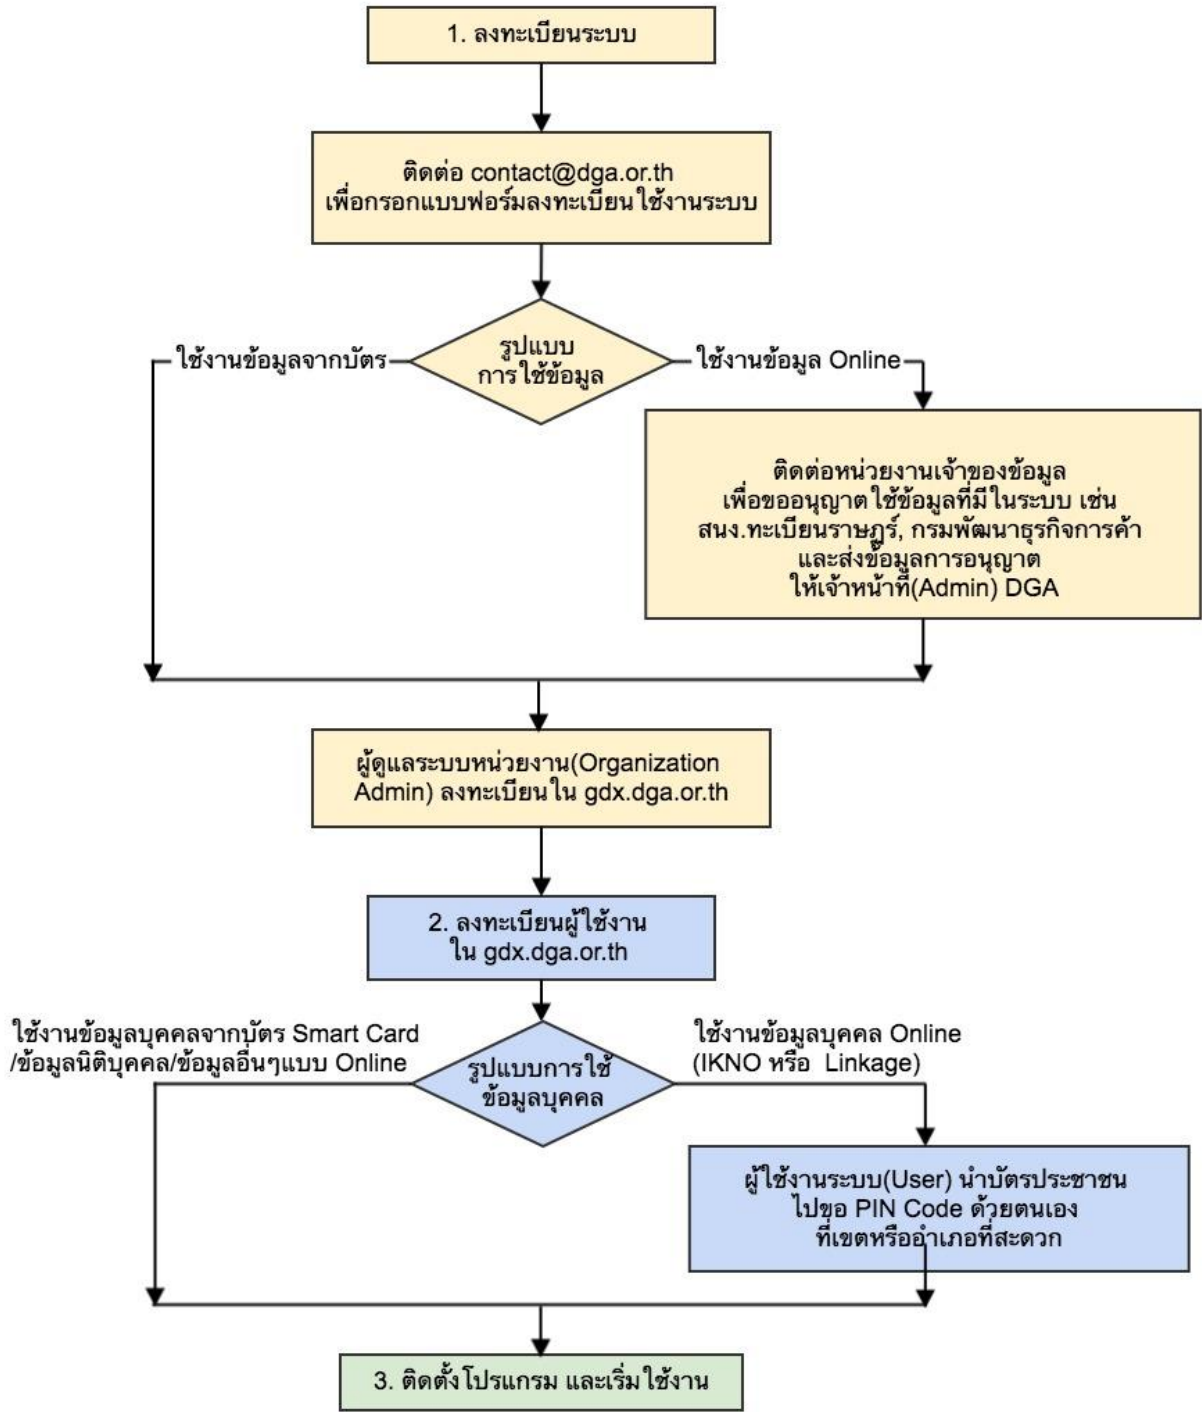 1. ลงทะเบียนระบบ
ติดต่อ contact@dga.or.th
เพื่อกรอกแบบฟอร์มลงทะเบียนใช้งานระบบ
รูปแบบ
การใช้ข้อมูล
ใช้งานข้อมูลจากบัตร
ใช้งานข้อมูล Online
ติดต่อหน่วยงานเจ้าของข้อมูล
เพื่อขออนุญาตใช้ข้อมูลที่มีในระบบ เช่น
สนง.ทะเบียนราษฎร์, กรมพัฒนาธุรกิจการค้า
และส่งข้อมูลการอนุญาต
ให้เจ้าหน้าที่(Admin) DGA
ผู้ดูแลระบบหน่วยงาน(Organization
Admin) ลงทะเบียนใน gdx.dga.or.th
2. ลงทะเบียนผู้ใช้งาน
ใน gdx.dga.or.th
ใช้งานข้อมูลบุคคลจากบัตร Smart Card
/ข้อมูลนิติบุคคล/ข้อมูลอื่นๆแบบ Online
รูปแบบการใช้
ข้อมูลบุคคล
ใช้งานข้อมูลบุคคล Online
(IKNO หรือ Linkage)
ผู้ใช้งานระบบ(User) นำบัตรประชาชน
ไปขอ PIN Code ด้วยตนเอง
ที่เขตหรืออำเภอที่สะดวก
3. ติดตั้งโปรแกรม และเริ่มใช้งาน